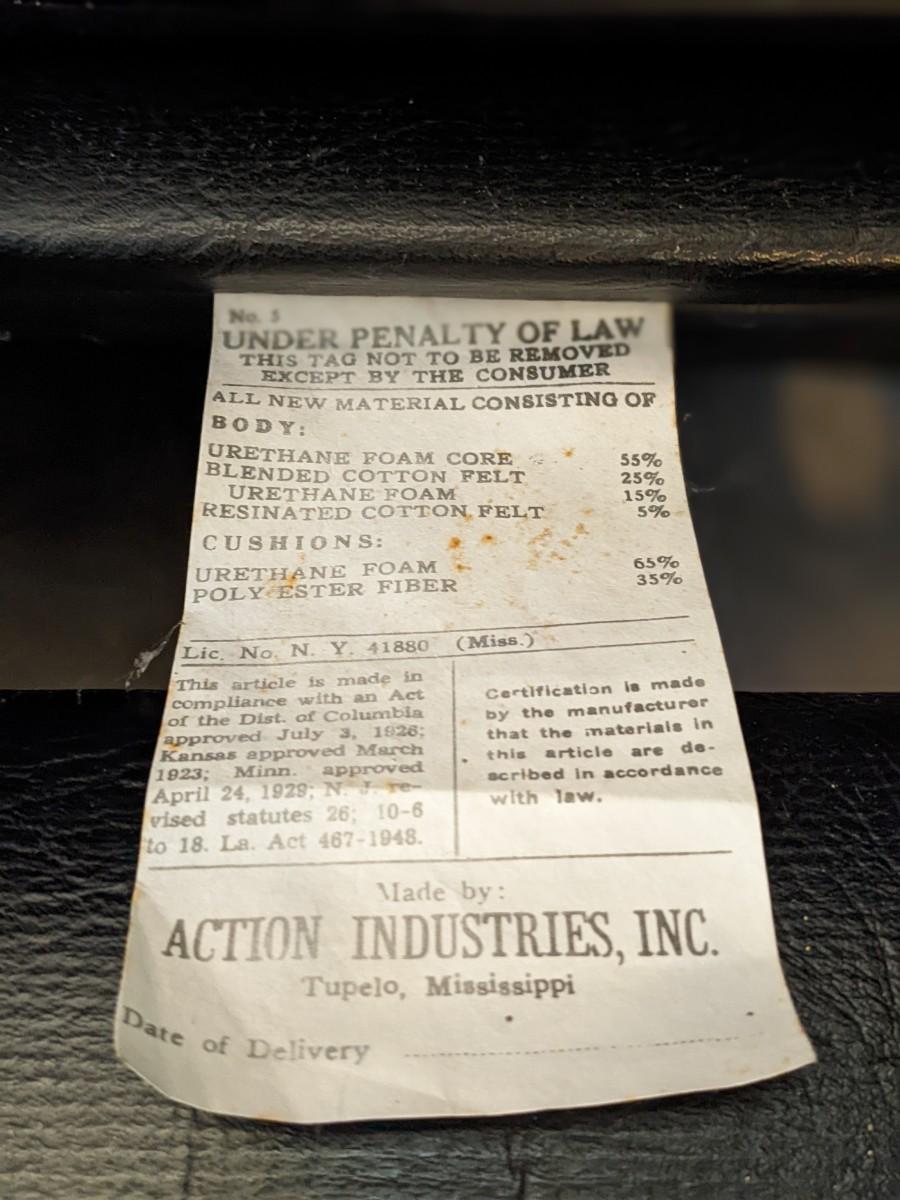 No. 5
UNDER PENALTY OF LAW
THIS TAG NOT TO BE REMOVED
EXCEPT BY THE CONSUMER
ALL NEW MATERIAL CONSISTING OF
BODY:
URETHANE FOAM CORE 55%
BLENDED COTTON FELT 25%
URETHANE FOAM 15%
RESINATED COTTON FELT 5%
CUSHIONS:
URETHANE FOAM 65%
POLY ESTER FIBER 35%
Lic. No. N. Y. 41880 (Miss.)
This article is made in
compliance with an Act
of the Dist. of Columbia
approved July 3, 1926;
Kansas approved March
1923; Minn. approved
April 24, 1929; N. J. re-
vised statutes 26; 10-6
to 18. La. Act 467-1948.
Certification is made
by the manufacturer
that the materials in
this article are de-
scribed in accordance
with law.
Made by:
ACTION INDUSTRIES, INC.
Tupelo, Mississippi
Date of Delivery